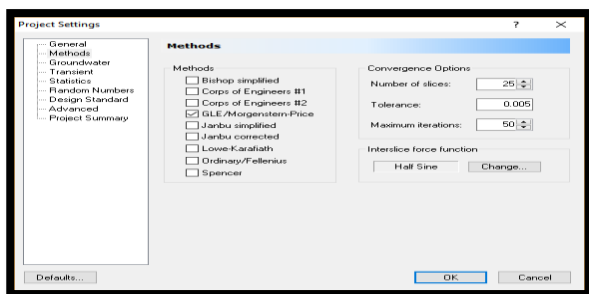 Project Settings
?
General
Methods
Groundwater
Transient
Statistics
Random Numbers
Design Standard
Advanced
Project Summary
Methods
Methods
Bishop simplified
Corps of Engineers #1
Corps of Engineers #2
GLE/Morgenstern-Price
Janbu simplified
Janbu corrected
Lowe-Karafiath
Ordinary/Fellenius
Spencer
Convergence Options
Number of slices: 25
Tolerance: 0.005
Maximum iterations: 50
Interslice force function
Half Sine Change...
Defaults... OK Cancel